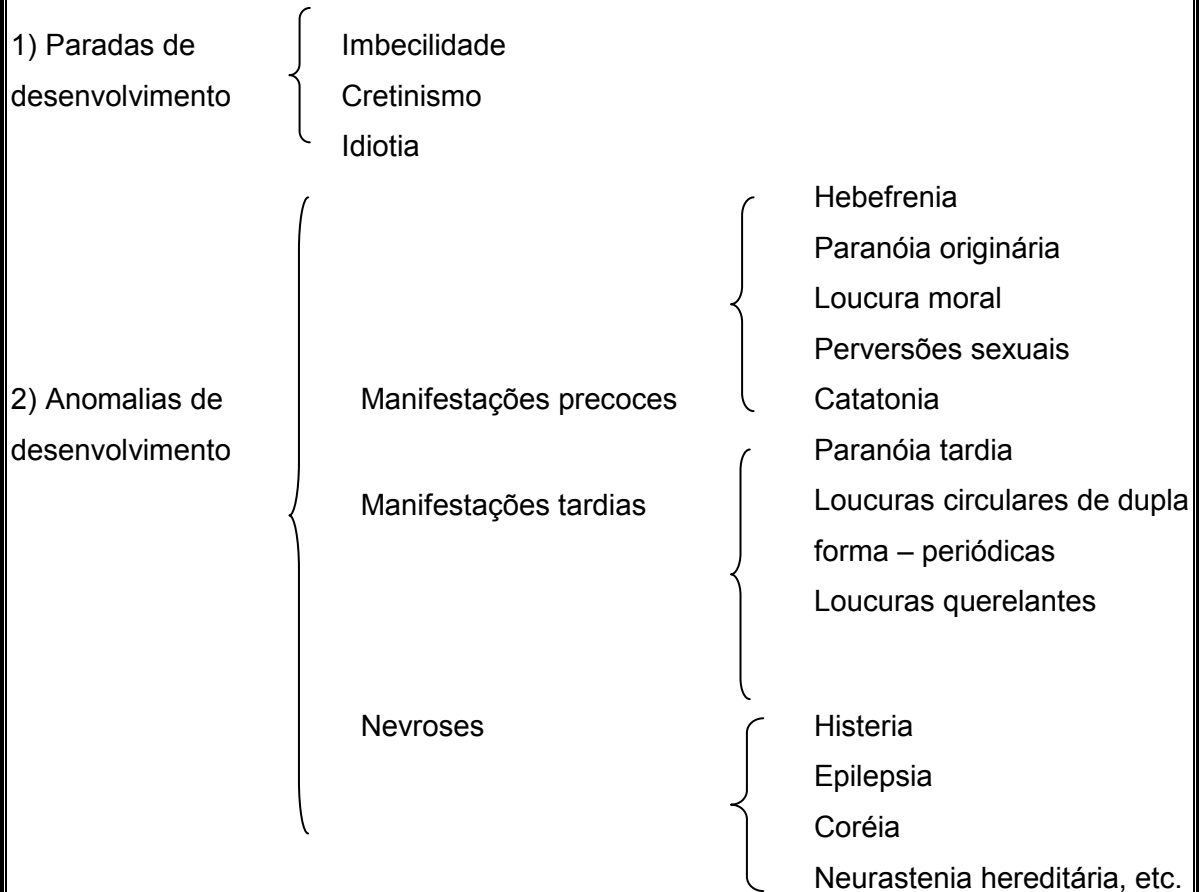 1) Paradas de
desenvolvimento
Imbecilidade
Cretinismo
Idiotia
2) Anomalias de
desenvolvimento
Manifestações precoces
Hebefrenia
Paranóia originária
Loucura moral
Perversões sexuais
Catatonia
Manifestações tardias
Paranóia tardia
Loucuras circulares de dupla
forma – periódicas
Loucuras querelantes
Nevroses
Histeria
Epilepsia
Coréia
Neurastenia hereditária, etc.